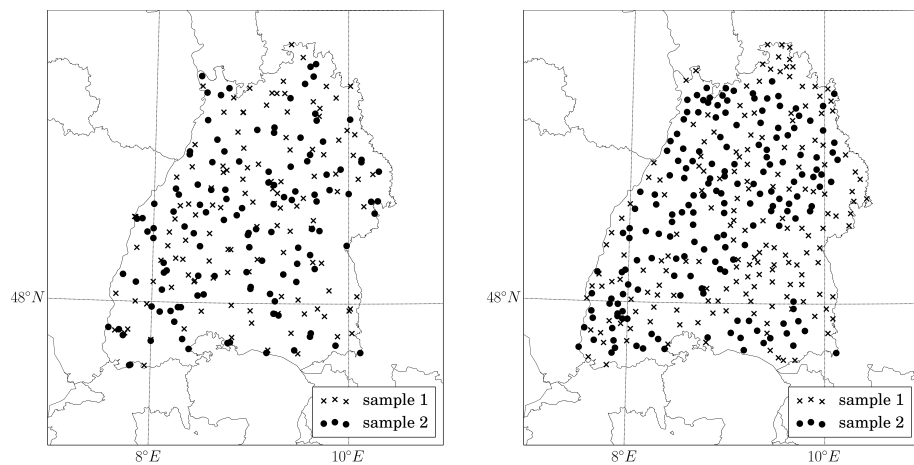 48°N
8°E
10°E
× × × sample 1
● ● ● sample 2
48°N
8°E
10°E
× × × sample 1
● ● ● sample 2